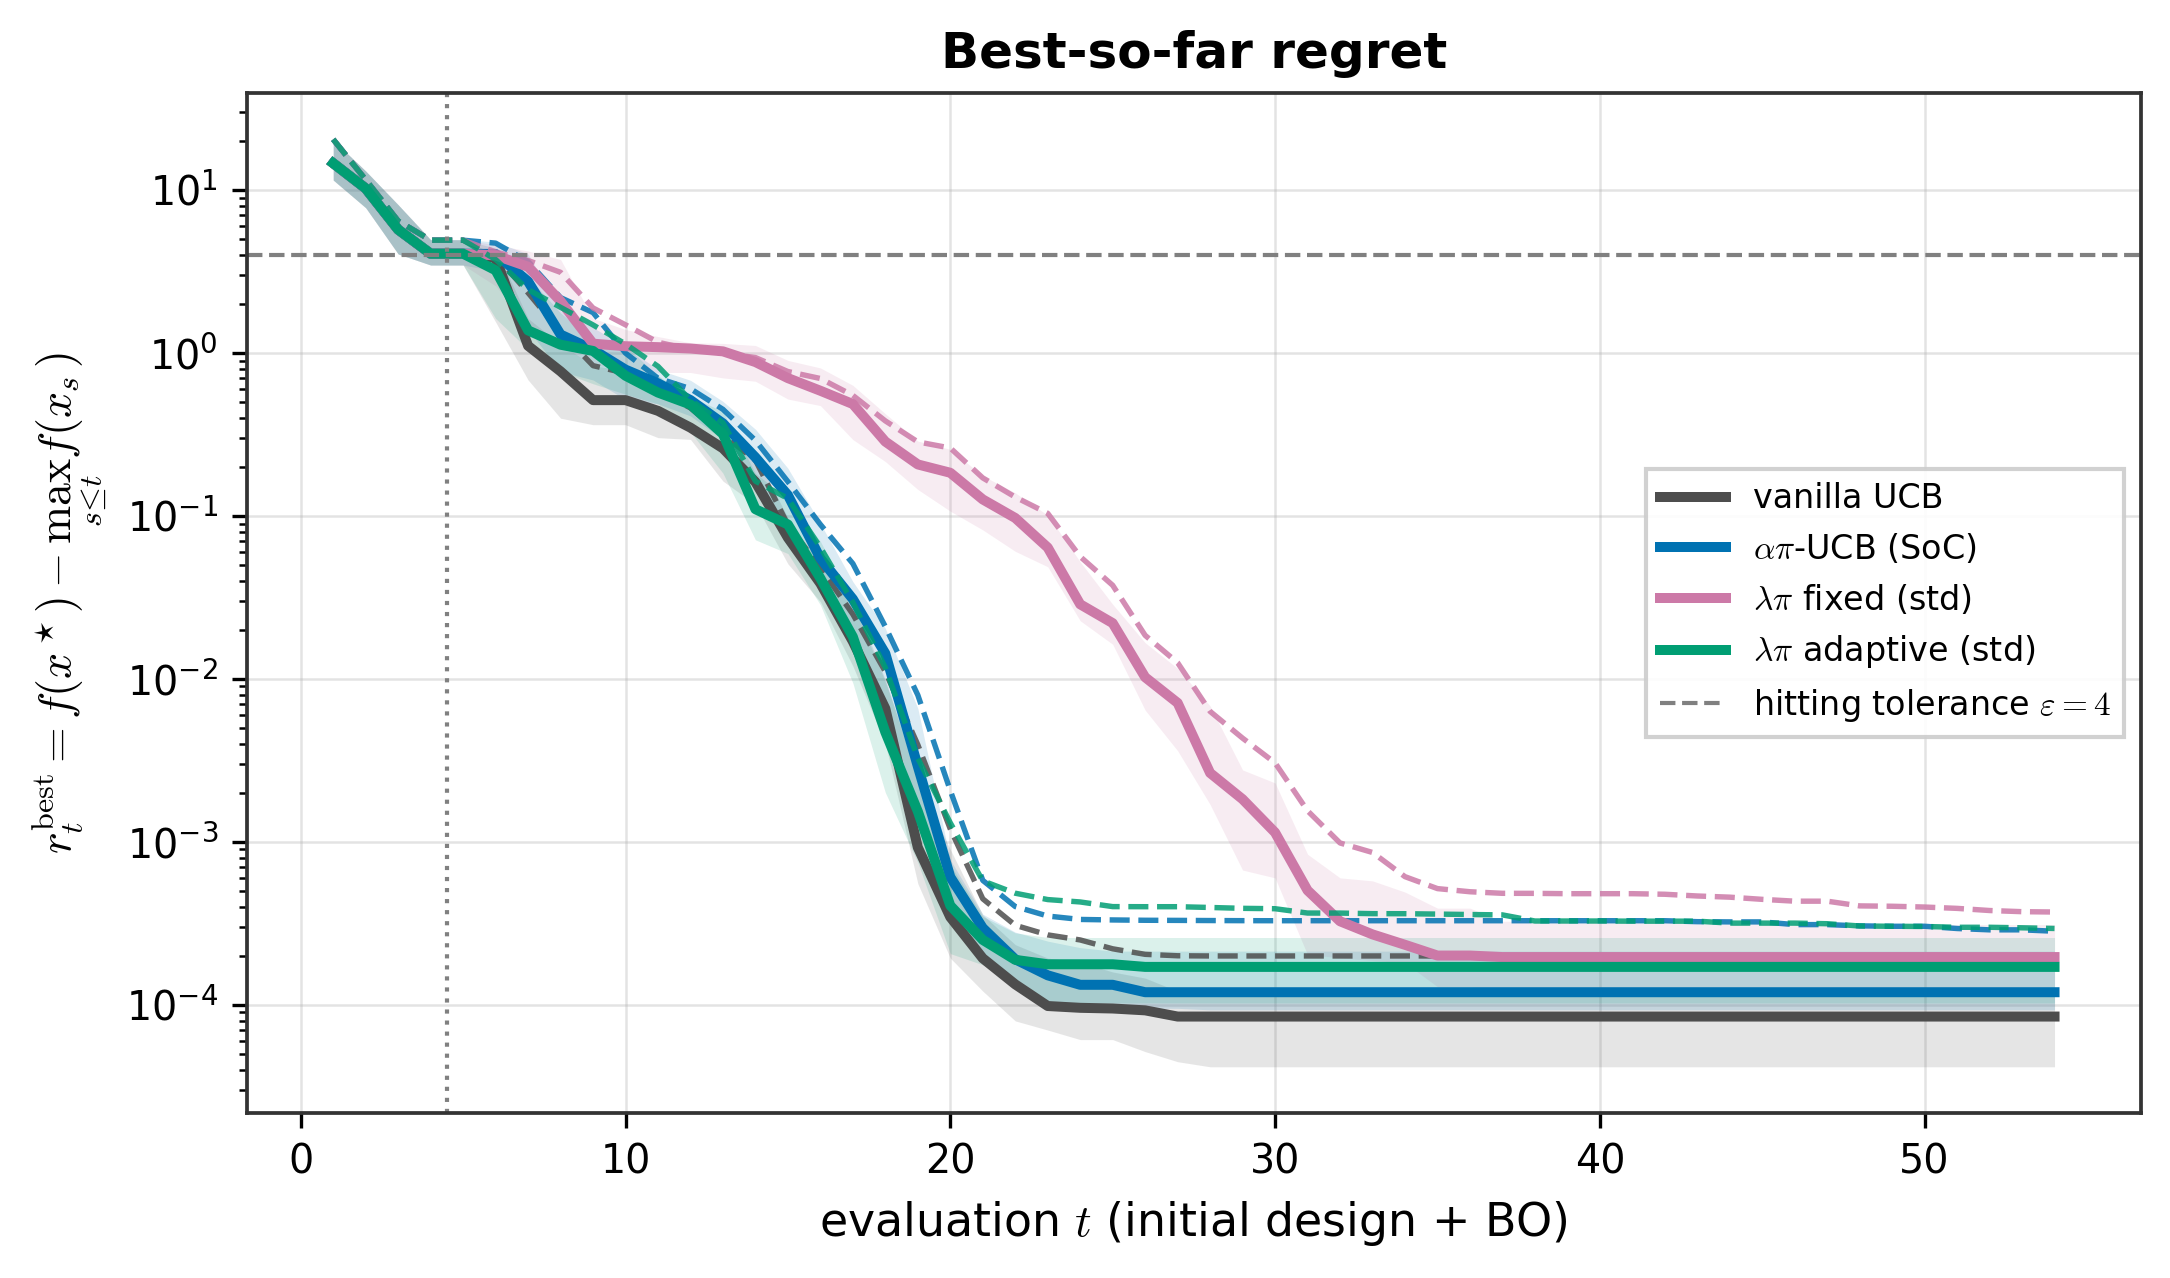 Best-so-far regret
r_t^best = f(x^★) − max_{s≤t} f(x_s)
10^1
10^0
10^−1
10^−2
10^−3
10^−4
vanilla UCB
απ-UCB (SoC)
λπ fixed (std)
λπ adaptive (std)
hitting tolerance ε = 4
0 10 20 30 40 50
evaluation t (initial design + BO)